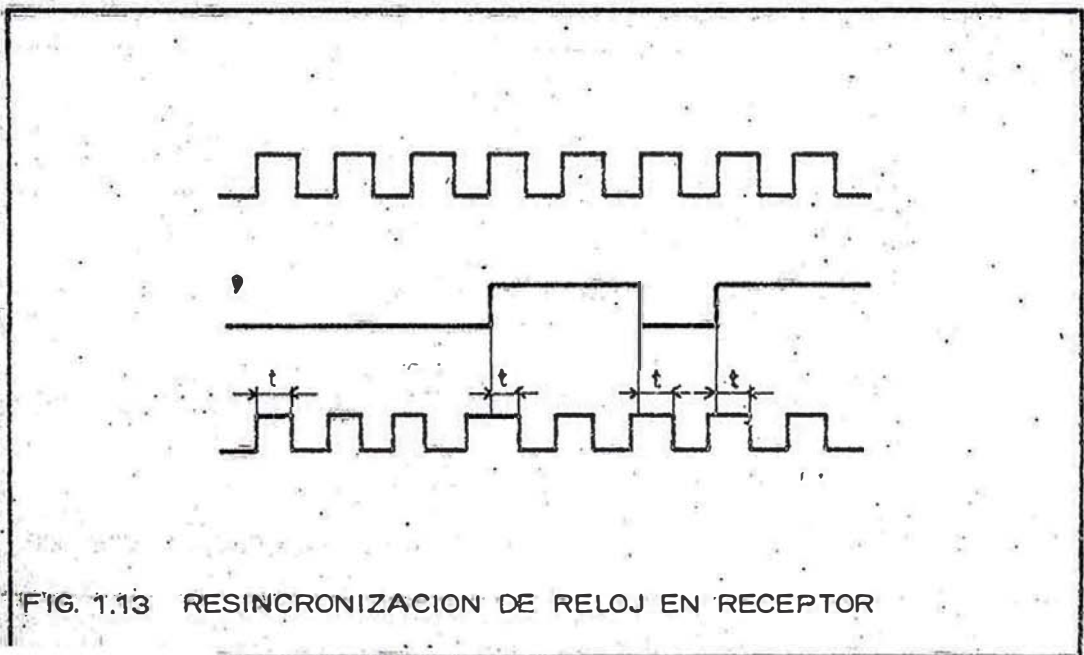 t t t t
FIG. 1.13 RESINCRONIZACION DE RELOJ EN RECEPTOR